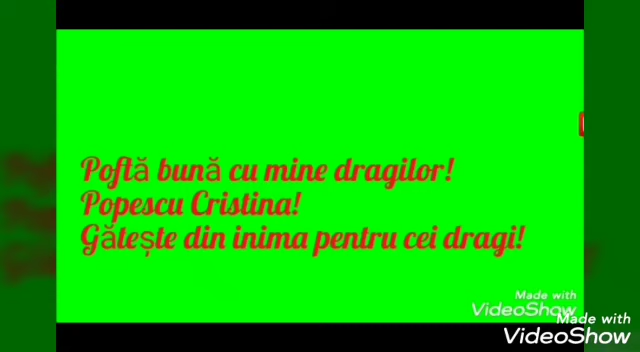 Poftă bună cu mine dragilor!
Popescu Cristina!
Gătește din inima pentru cei dragi!
Made with
VideoShow
Made with
VideoShow